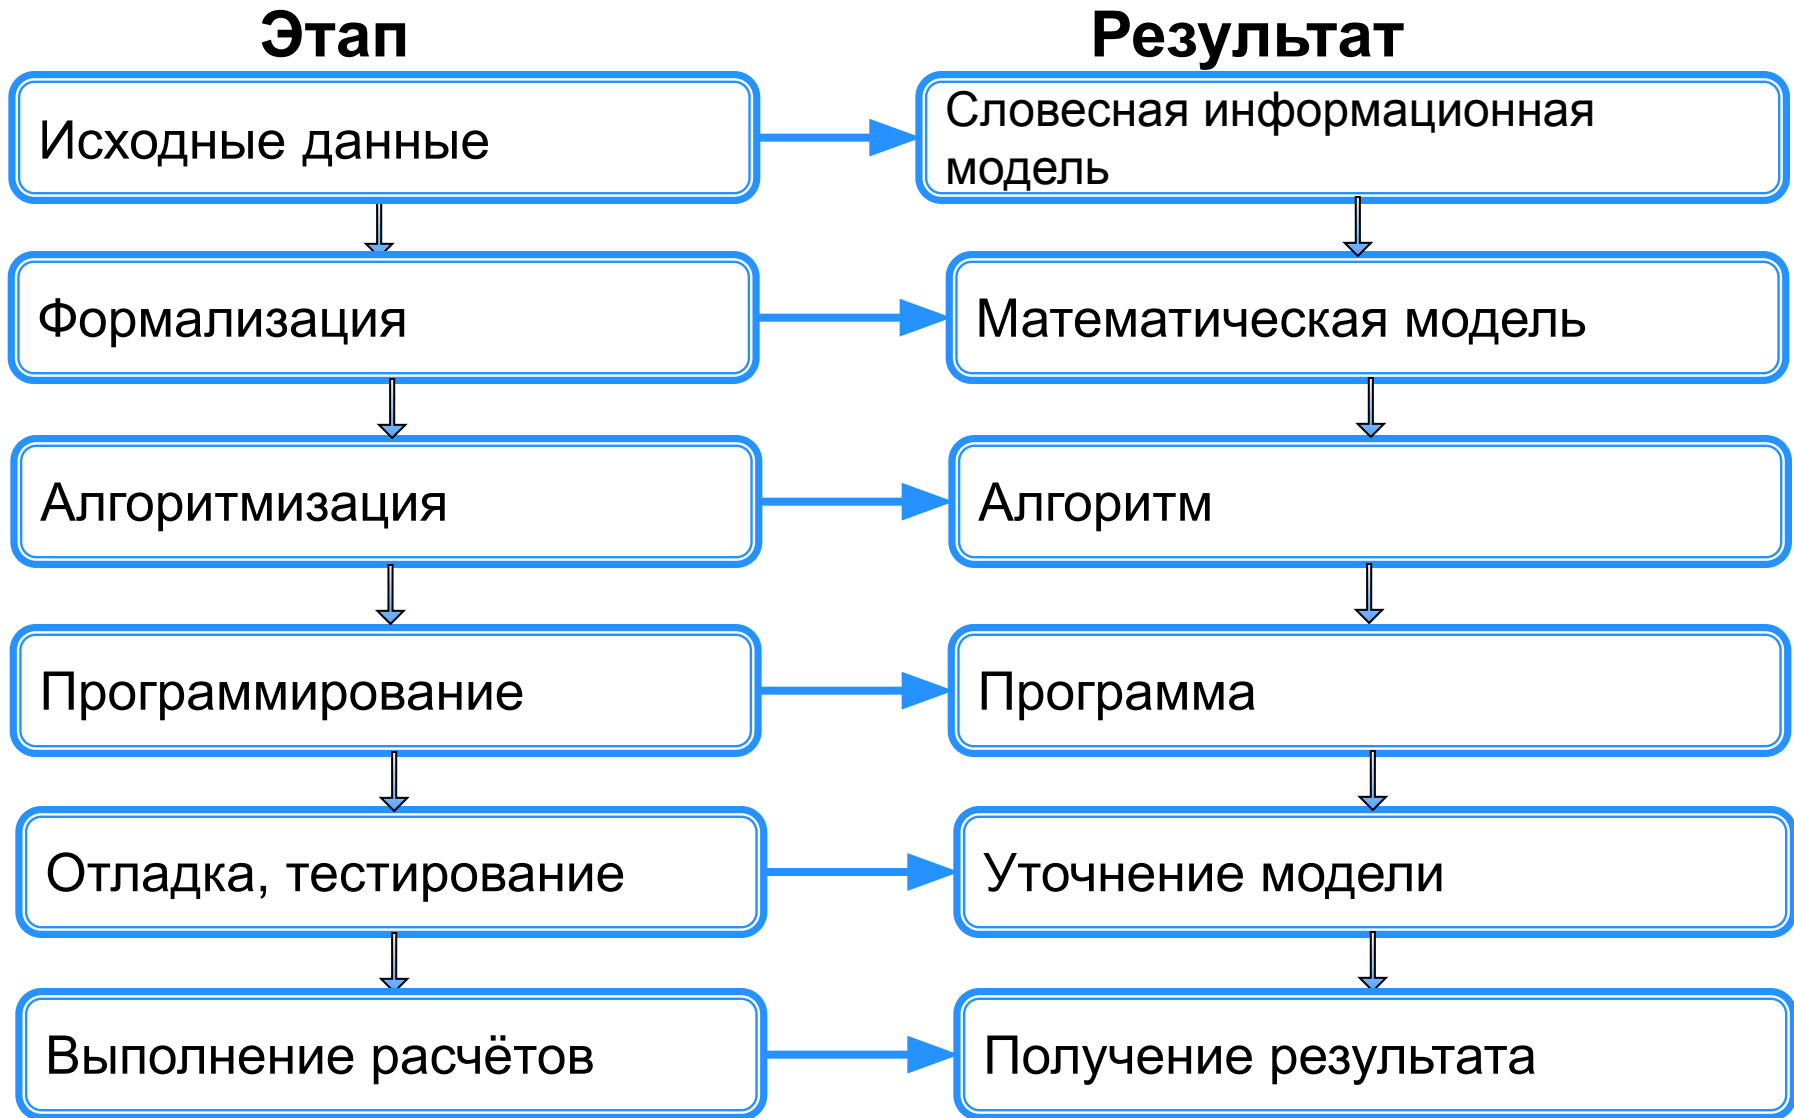 Этап
Результат
Исходные данные
Словесная информационная
модель
Формализация
Математическая модель
Алгоритмизация
Алгоритм
Программирование
Программа
Отладка, тестирование
Уточнение модели
Выполнение расчётов
Получение результата